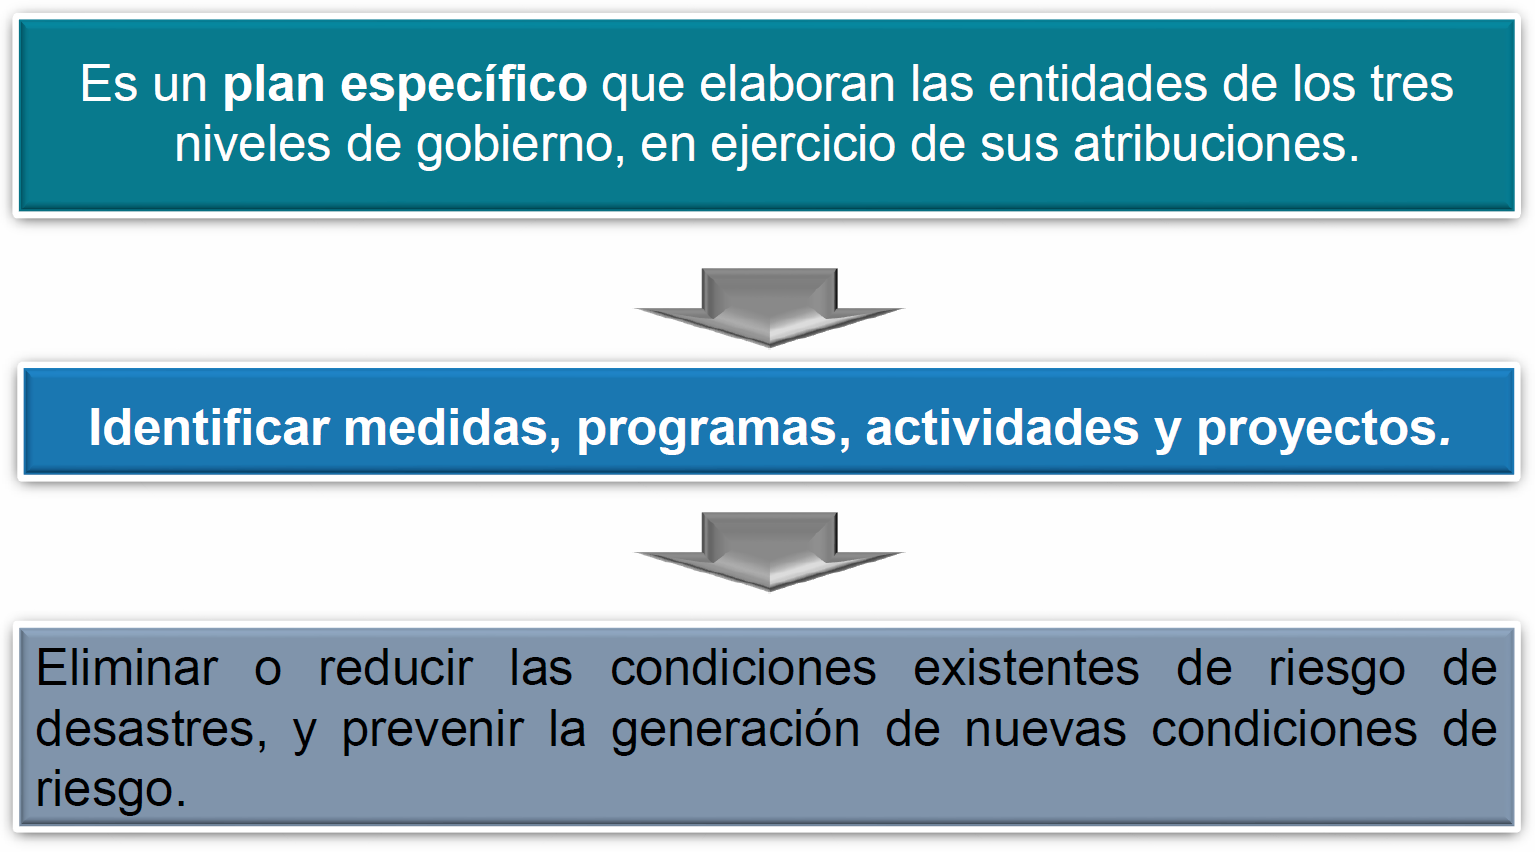 Es un plan específico que elaboran las entidades de los tres
niveles de gobierno, en ejercicio de sus atribuciones.
Identificar medidas, programas, actividades y proyectos.
Eliminar o reducir las condiciones existentes de riesgo de
desastres, y prevenir la generación de nuevas condiciones de
riesgo.